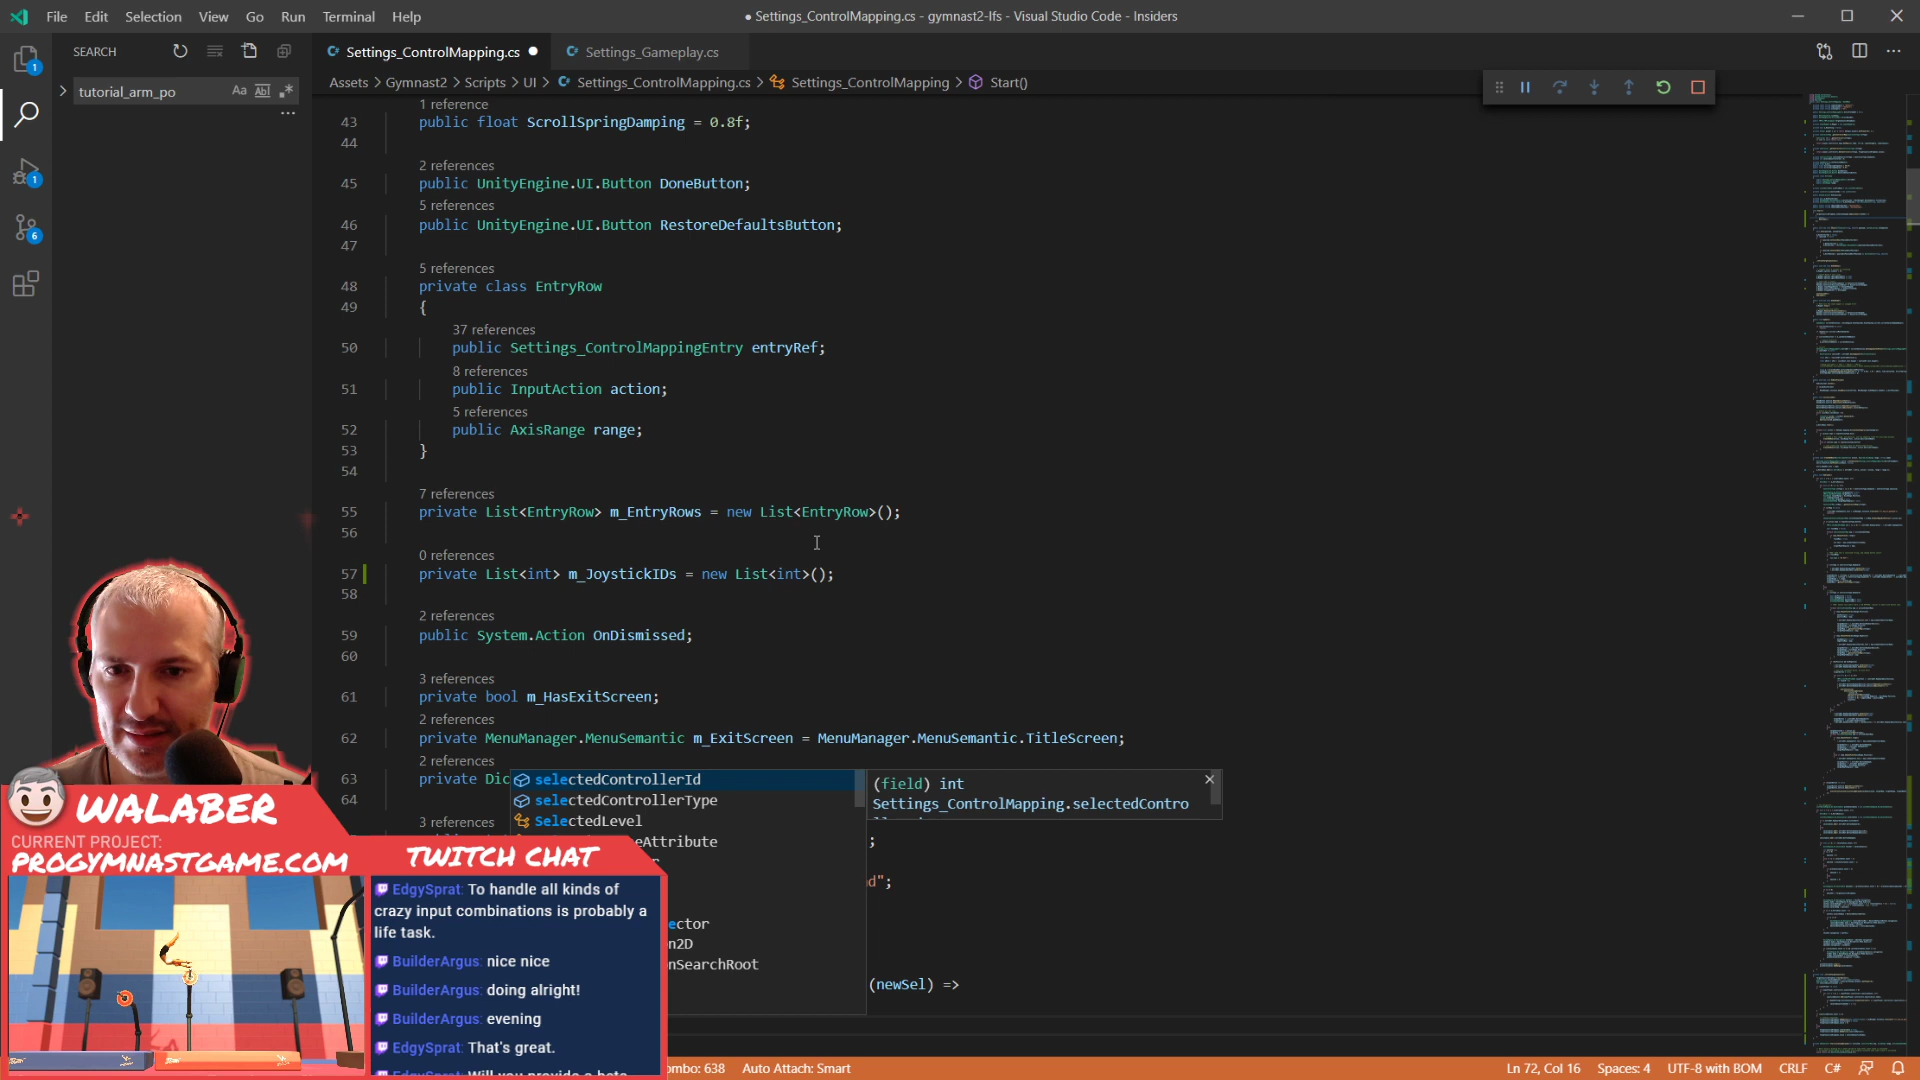 File Edit Selection View Go Run Terminal Help
● Settings_ControlMapping.cs - gymnast2-lfs - Visual Studio Code - Insiders
SEARCH
Settings_ControlMapping.cs
Settings_Gameplay.cs
tutorial_arm_po
Assets > Gymnast2 > Scripts > UI > Settings_ControlMapping.cs > Settings_ControlMapping > Start()
1 reference
43 public float ScrollSpringDamping = 0.8f;
44
2 references
45 public UnityEngine.UI.Button DoneButton;
5 references
46 public UnityEngine.UI.Button RestoreDefaultsButton;
47
5 references
48 private class EntryRow
49 {
37 references
50 public Settings_ControlMappingEntry entryRef;
8 references
51 public InputAction action;
5 references
52 public AxisRange range;
53 }
54
7 references
55 private List<EntryRow> m_EntryRows = new List<EntryRow>();
56
0 references
57 private List<int> m_JoystickIDs = new List<int>();
58
2 references
59 public System.Action OnDismissed;
60
3 references
61 private bool m_HasExitScreen;
2 references
62 private MenuManager.MenuSemantic m_ExitScreen = MenuManager.MenuSemantic.TitleScreen;
2 references
63 private Dic
64
3 references
selectedControllerId
selectedControllerType
SelectedLevel
eAttribute
ector
n2D
nSearchRoot
(field) int
Settings_ControlMapping.selectedContro
;
d";
(newSel) =>
WALABER
CURRENT PROJECT:
PROGYMNASTGAME.COM
TWITCH CHAT
EdgySprat: To handle all kinds of
crazy input combinations is probably a
life task.
BuilderArgus: nice nice
BuilderArgus: doing alright!
BuilderArgus: evening
EdgySprat: That's great.
ombo: 638 Auto Attach: Smart
Ln 72, Col 16 Spaces: 4 UTF-8 with BOM CRLF C#